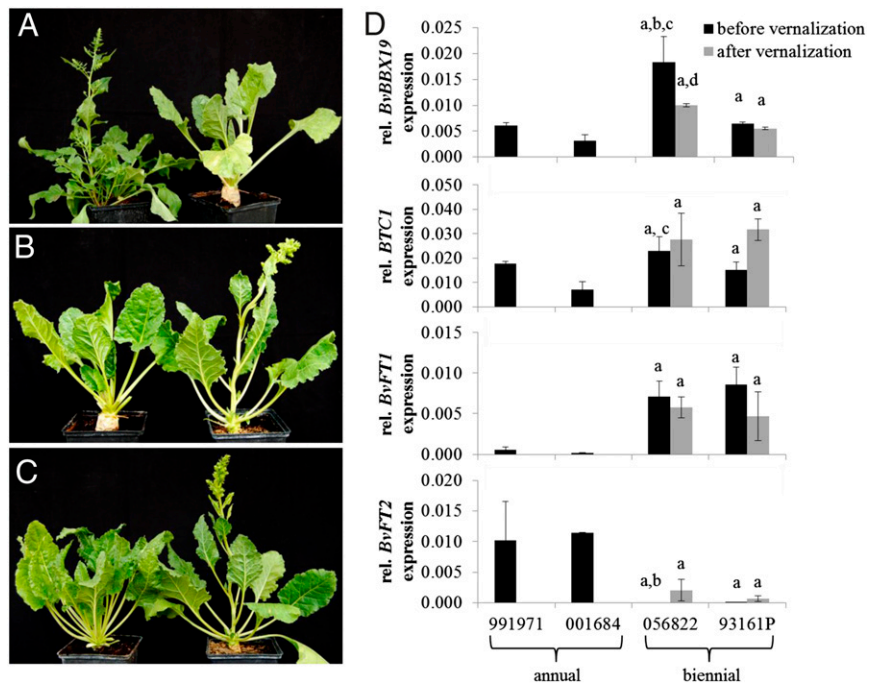 A
B
C
D
before vernalization
after vernalization
rel. BvBBX19
expression
0.025
0.020
0.015
0.010
0.005
0.000
a,b,c
a,d
a
a
rel. BTC1
expression
0.050
0.040
0.030
0.020
0.010
0.000
a, c
a
a
a
rel. BvFT1
expression
0.015
0.010
0.005
0.000
a
a
a
a
rel. BvFT2
expression
0.020
0.015
0.010
0.005
0.000
a,b
a
a
a
991971
001684
056822
93161P
annual
biennial